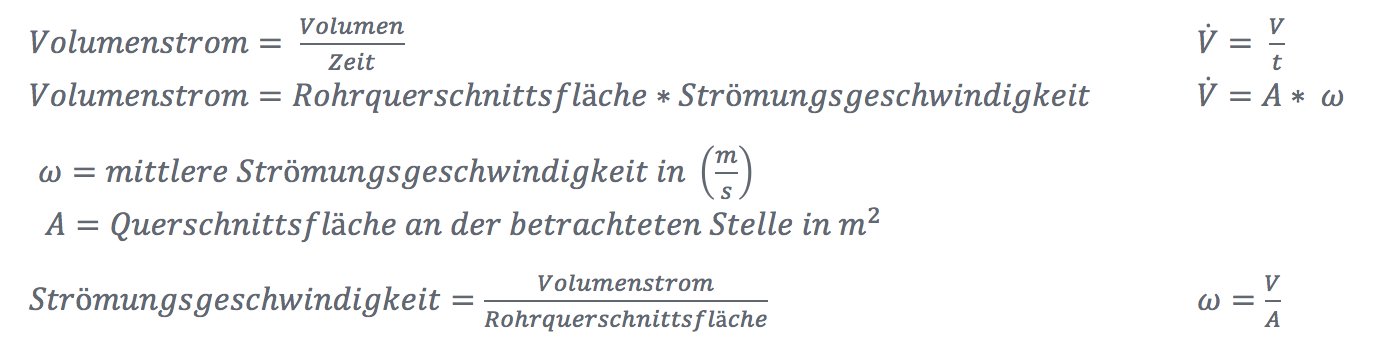 Volumenstrom = Volumen/Zeit V̇ = V/t
Volumenstrom = Rohrquerschnittsfläche * Strömungsgeschwindigkeit V̇ = A * ω
ω = mittlere Strömungsgeschwindigkeit in (m/s)
A = Querschnittsfläche an der betrachteten Stelle in m²
Strömungsgeschwindigkeit = Volumenstrom/Rohrquerschnittsfläche ω = V/A